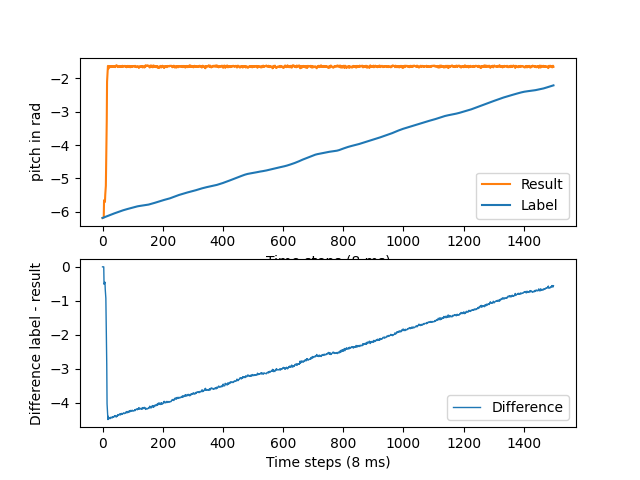 pitch in rad
−2
−3
−4
−5
−6
Result
Label
0 200 400 600 800 1000 1200 1400
Time steps (8 ms)
Difference label - result
0
−1
−2
−3
−4
Difference
0 200 400 600 800 1000 1200 1400
Time steps (8 ms)